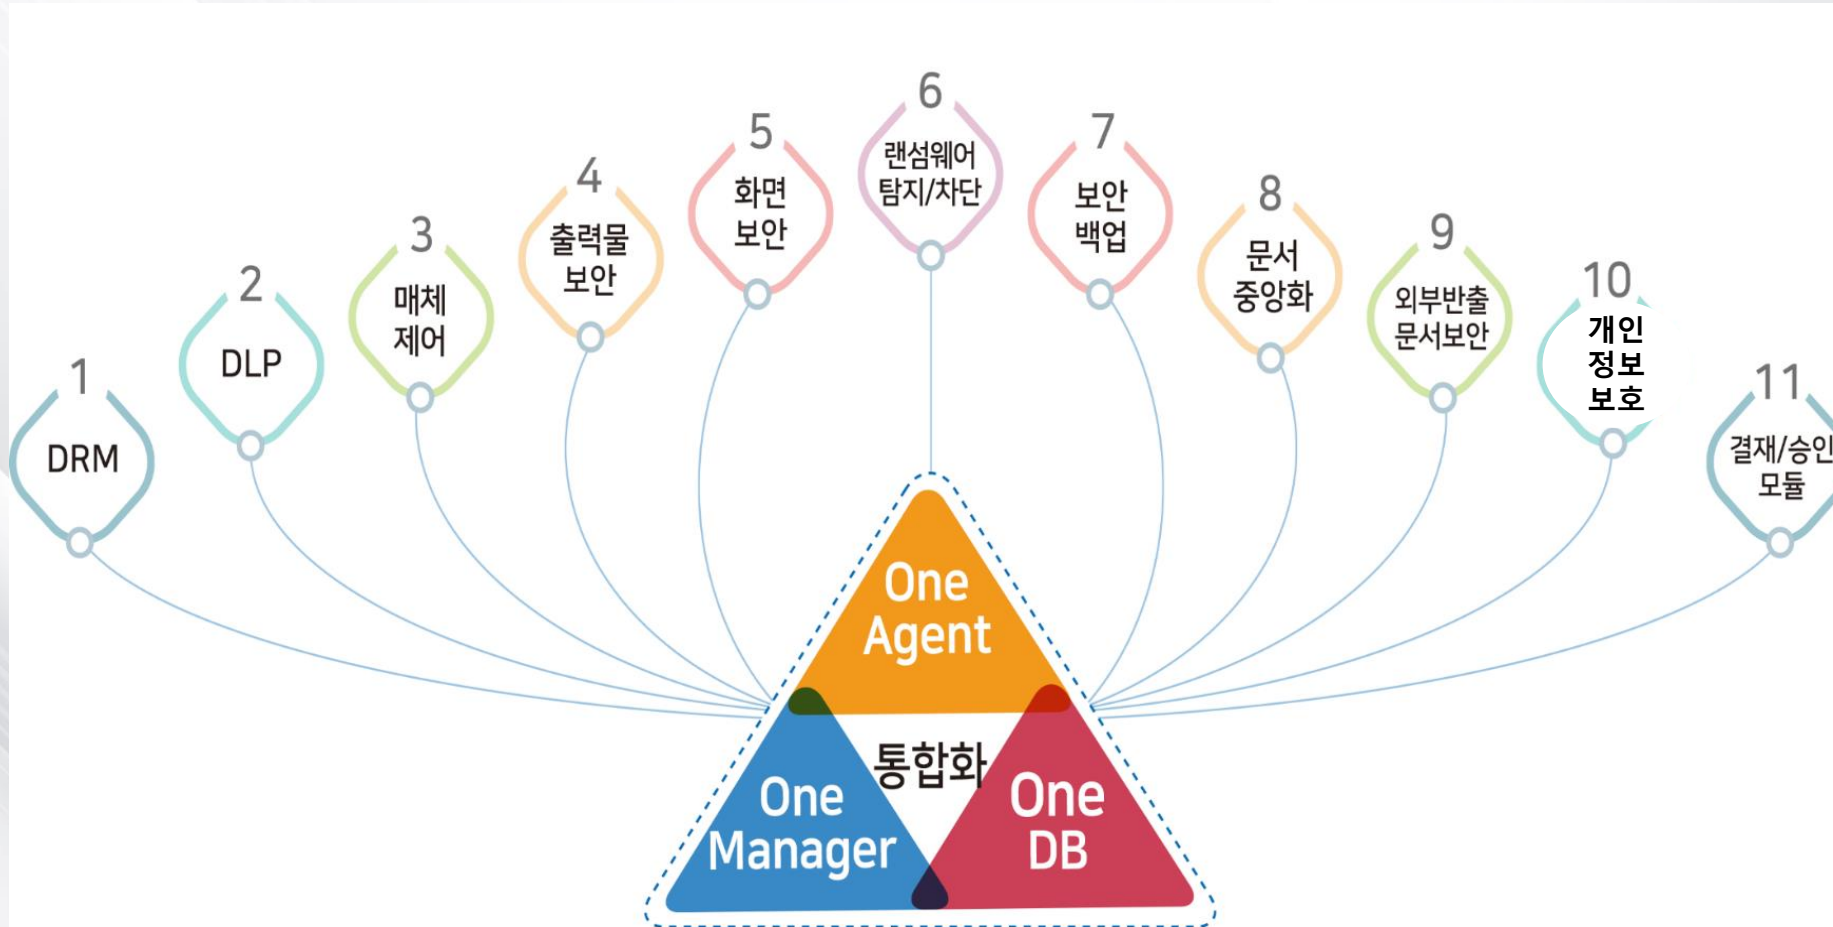 1
DRM
2
DLP
3
매체
제어
4
출력물
보안
5
화면
보안
6
랜섬웨어
탐지/차단
7
보안
백업
8
문서
중앙화
9
외부반출
문서보안
10
개인
정보
보호
11
결재/승인
모듈
One
Agent
통합화
One
Manager
One
DB